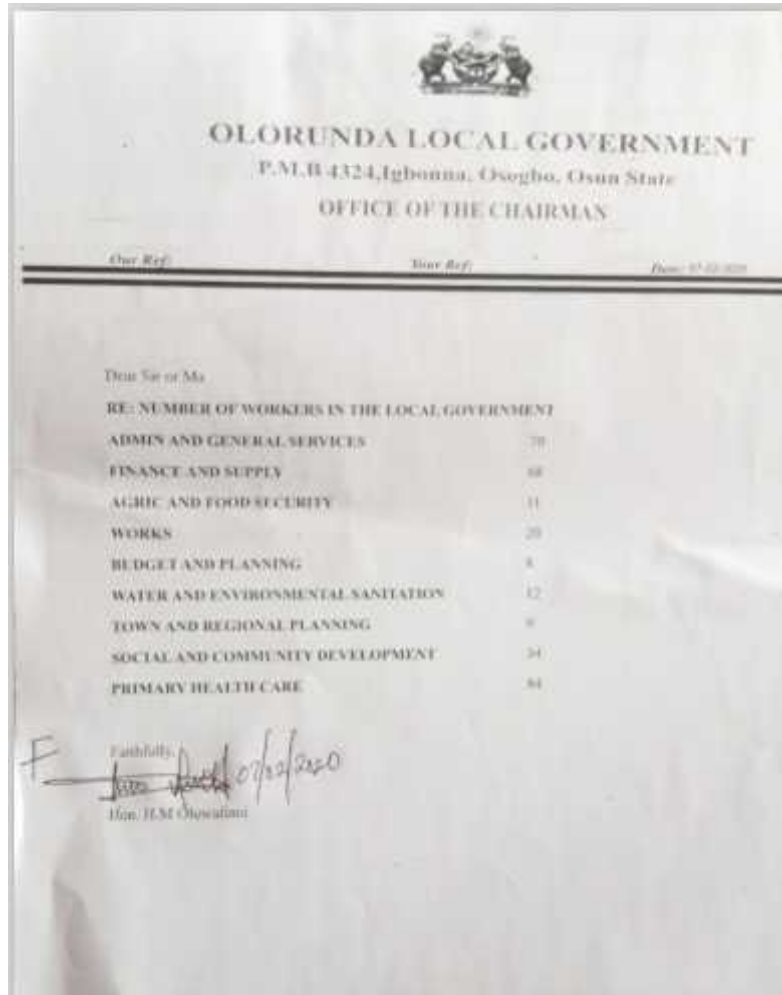 OLORUNDA LOCAL GOVERNMENT
P.M.B 4324,Igbonna, Osogbo, Osun State
OFFICE OF THE CHAIRMAN
Our Ref: Your Ref: Date:
Dear Sir or Ma
RE: NUMBER OF WORKERS IN THE LOCAL GOVERNMENT
ADMIN AND GENERAL SERVICES 70
FINANCE AND SUPPLY
AGRIC AND FOOD SECURITY 11
WORKS 20
BUDGET AND PLANNING
WATER AND ENVIRONMENTAL SANITATION 12
TOWN AND REGIONAL PLANNING
SOCIAL AND COMMUNITY DEVELOPMENT
PRIMARY HEALTH CARE
Faithfully,
07/02/2020
Hon. H.M